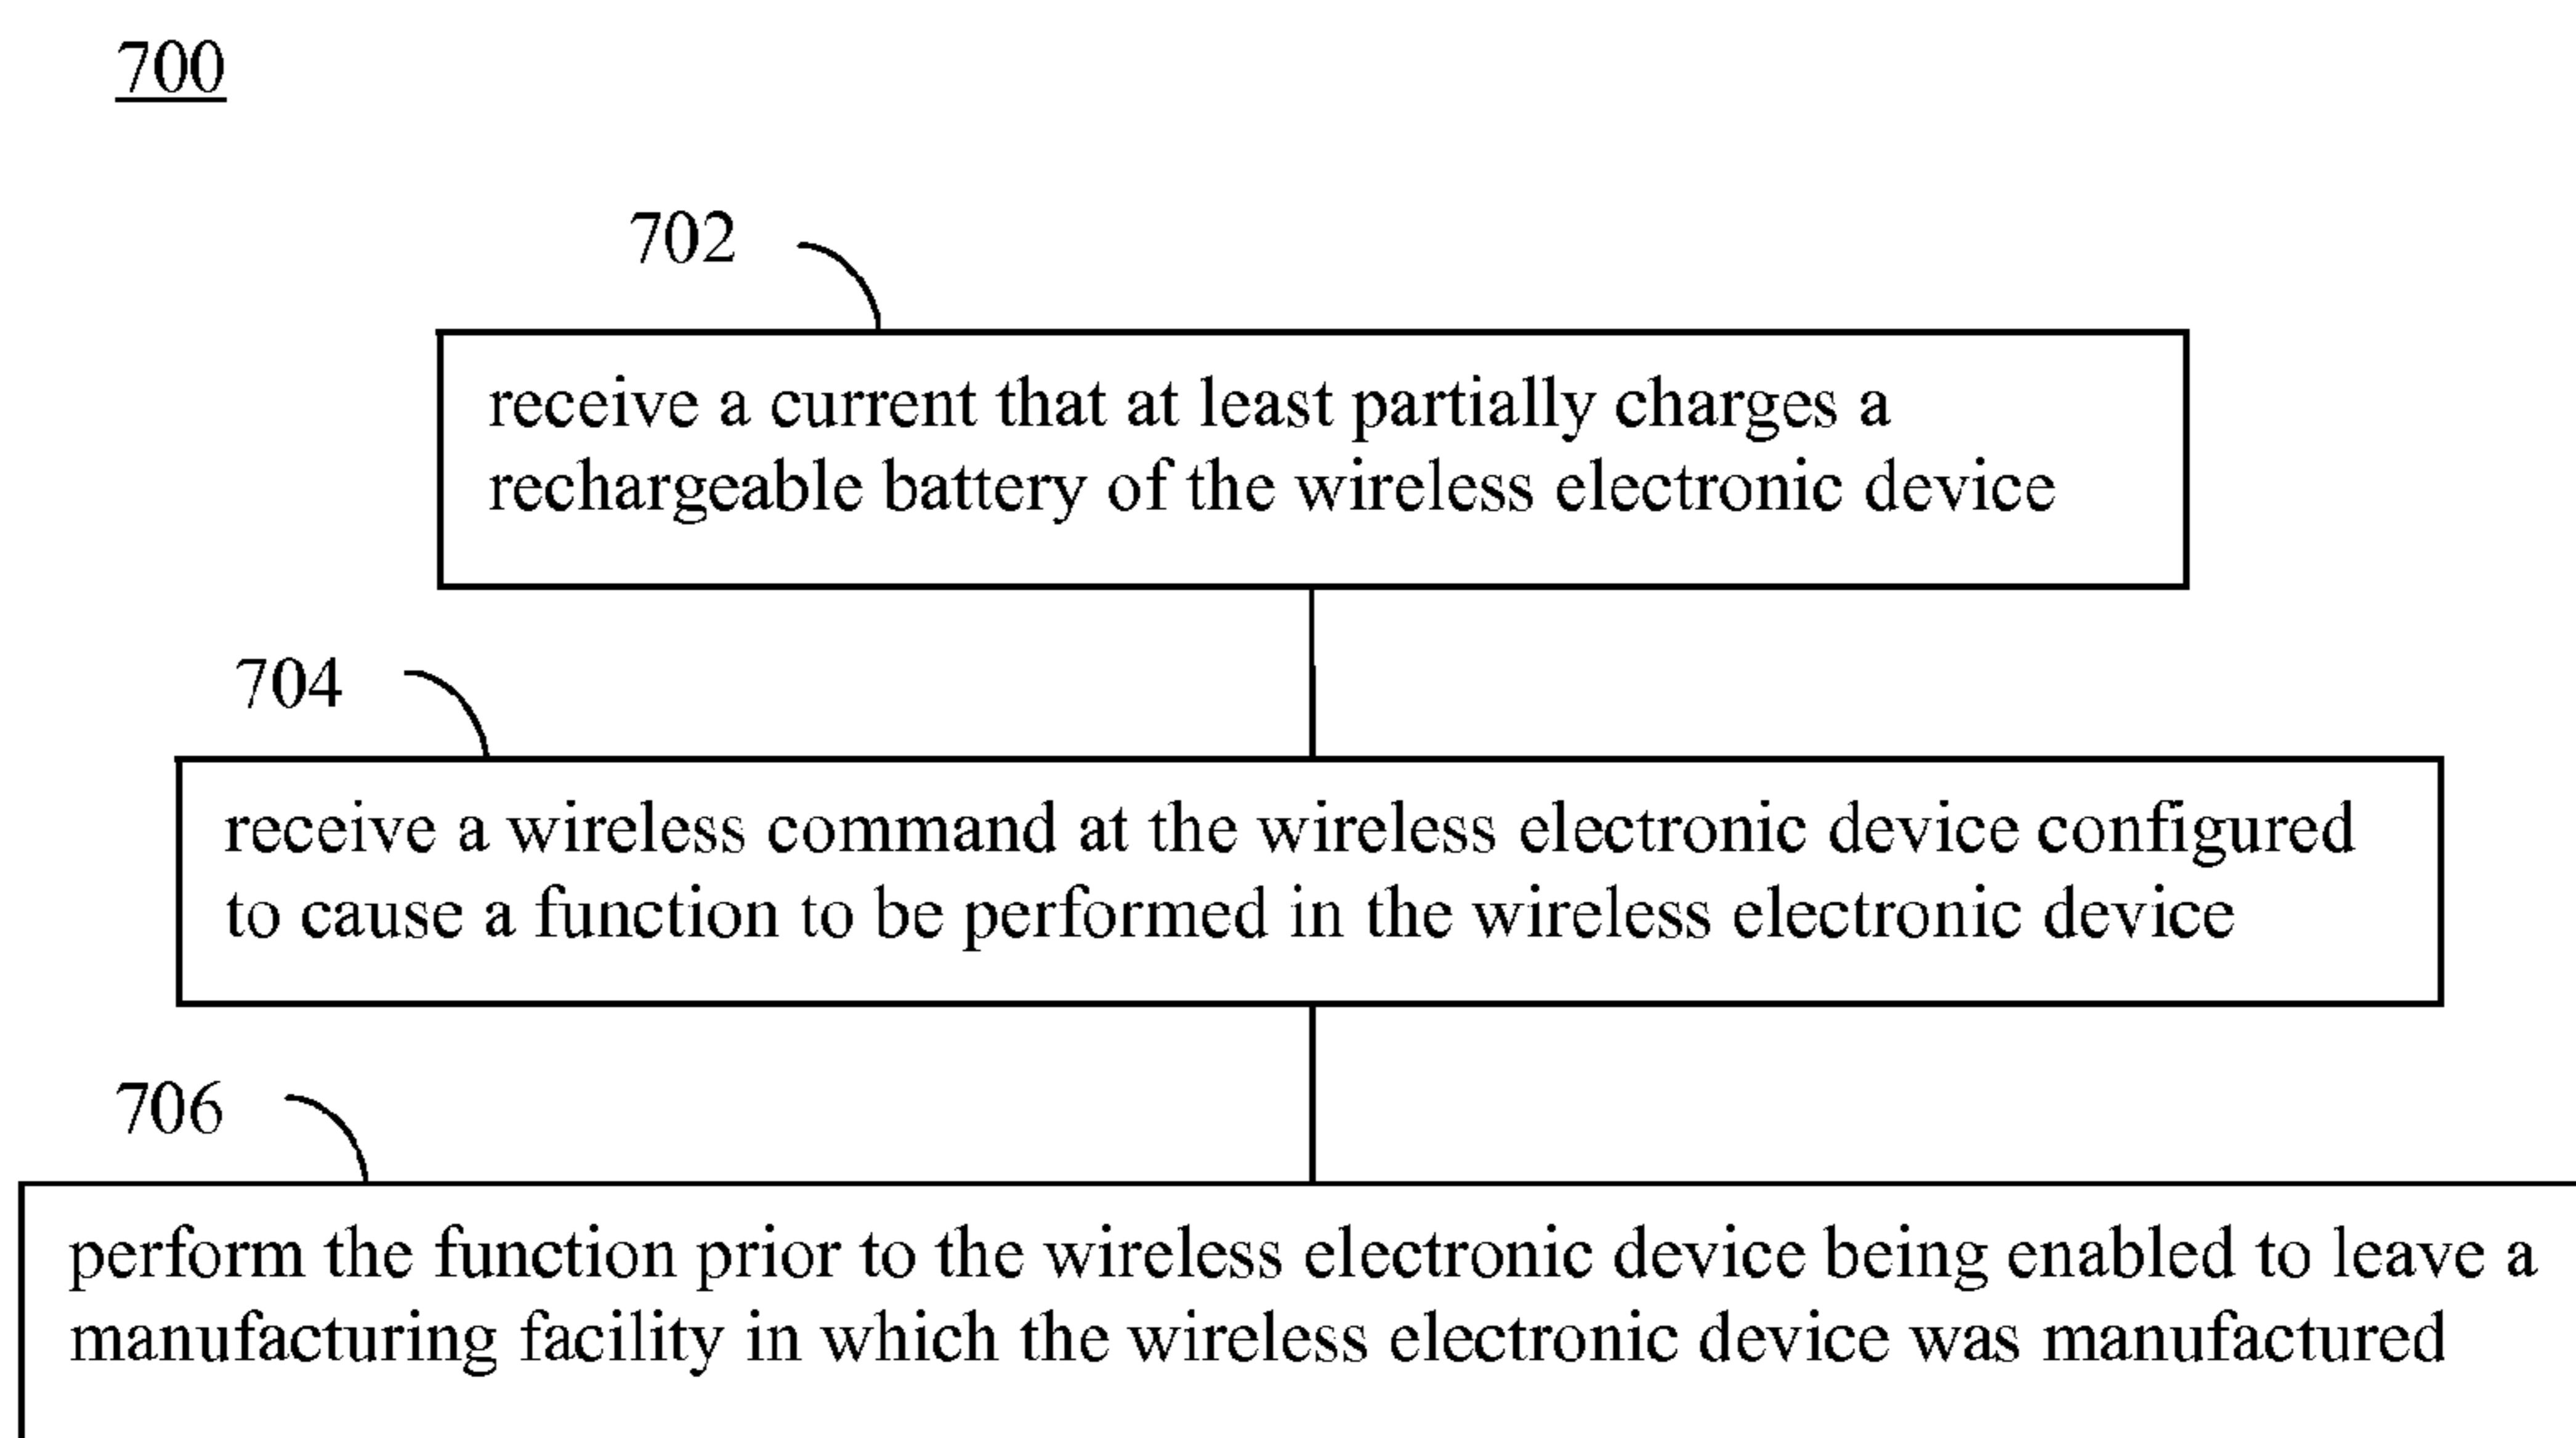 700
702
receive a current that at least partially charges a
rechargeable battery of the wireless electronic device
704
receive a wireless command at the wireless electronic device configured
to cause a function to be performed in the wireless electronic device
706
perform the function prior to the wireless electronic device being enabled to leave a
manufacturing facility in which the wireless electronic device was manufactured